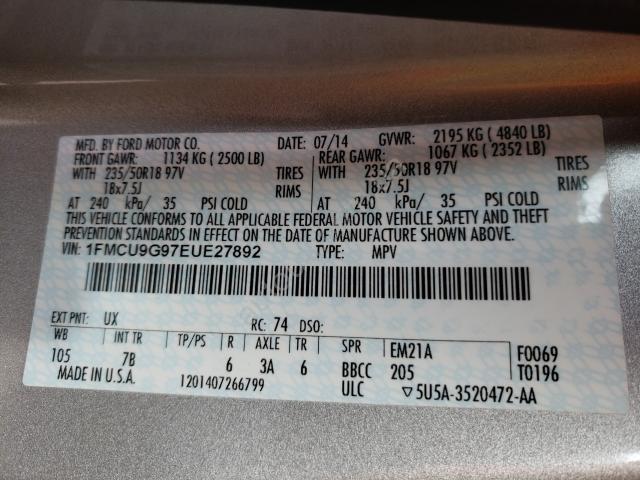 MFD. BY FORD MOTOR CO. DATE: 07/14 GVWR: 2195 KG ( 4840 LB)
FRONT GAWR: 1134 KG ( 2500 LB) REAR GAWR: 1067 KG ( 2352 LB)
WITH 235/50R18 97V TIRES WITH 235/50R18 97V TIRES
18x7.5J RIMS 18x7.5J RIMS
AT 240 kPa/ 35 PSI COLD AT 240 kPa/ 35 PSI COLD
THIS VEHICLE CONFORMS TO ALL APPLICABLE FEDERAL MOTOR VEHICLE SAFETY AND THEFT
PREVENTION STANDARDS IN EFFECT ON THE DATE OF MANUFACTURE SHOWN ABOVE.
VIN: 1FMCU9G97EUE27892 TYPE: MPV
EXT PNT: UX RC: 74 DSO:
WB INT TR TP/PS R AXLE TR SPR EM21A F0069
105 7B 6 3A 6 BBCC 205 T0196
MADE IN U.S.A. 1201407266799 ULC ▽5U5A-3520472-AA